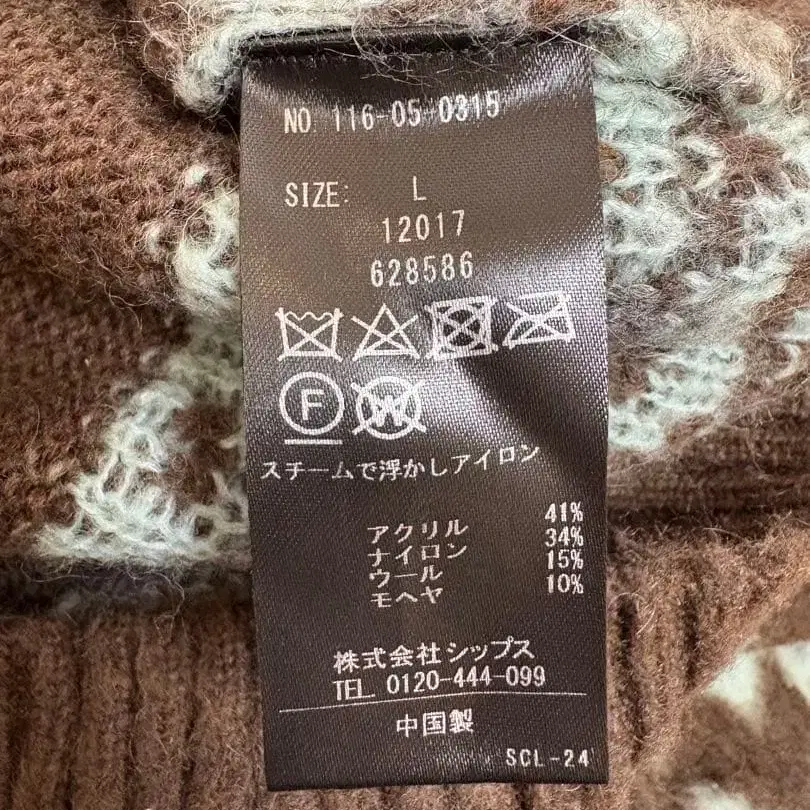 NO. 116-05-0315
SIZE: L
12017
628586
F W
スチームで浮かしアイロン
アクリル 41%
ナイロン 34%
ウール 15%
モヘヤ 10%
株式会社シップス
TEL 0120-444-099
中国製
SCL-24